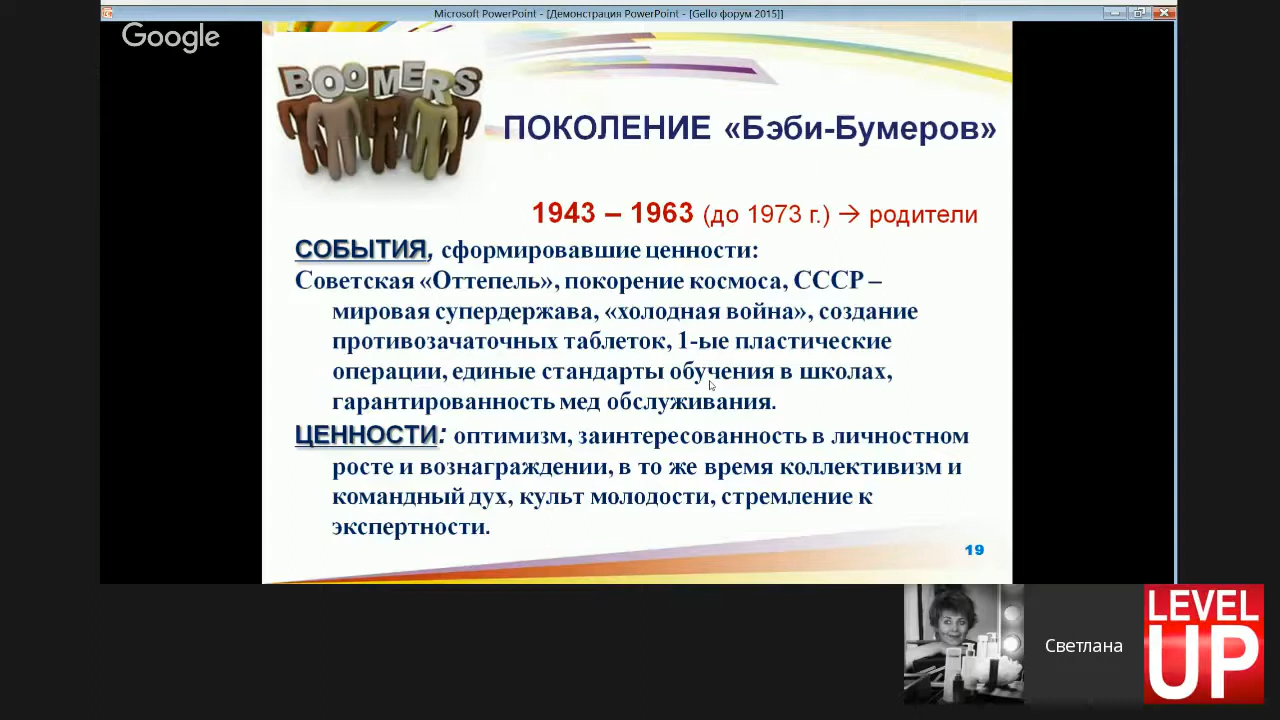 Microsoft PowerPoint - [Демонстрация PowerPoint - [Gello форум 2015]]
Google
BOOMERS
ПОКОЛЕНИЕ «Бэби-Бумеров»
1943 – 1963 (до 1973 г.) → родители
СОБЫТИЯ, сформировавшие ценности:
Советская «Оттепель», покорение космоса, СССР –
мировая супердержава, «холодная война», создание
противозачаточных таблеток, 1-ые пластические
операции, единые стандарты обучения в школах,
гарантированность мед обслуживания.
ЦЕННОСТИ: оптимизм, заинтересованность в личностном
росте и вознаграждении, в то же время коллективизм и
командный дух, культ молодости, стремление к
экспертности.
19
Светлана
LEVEL
UP